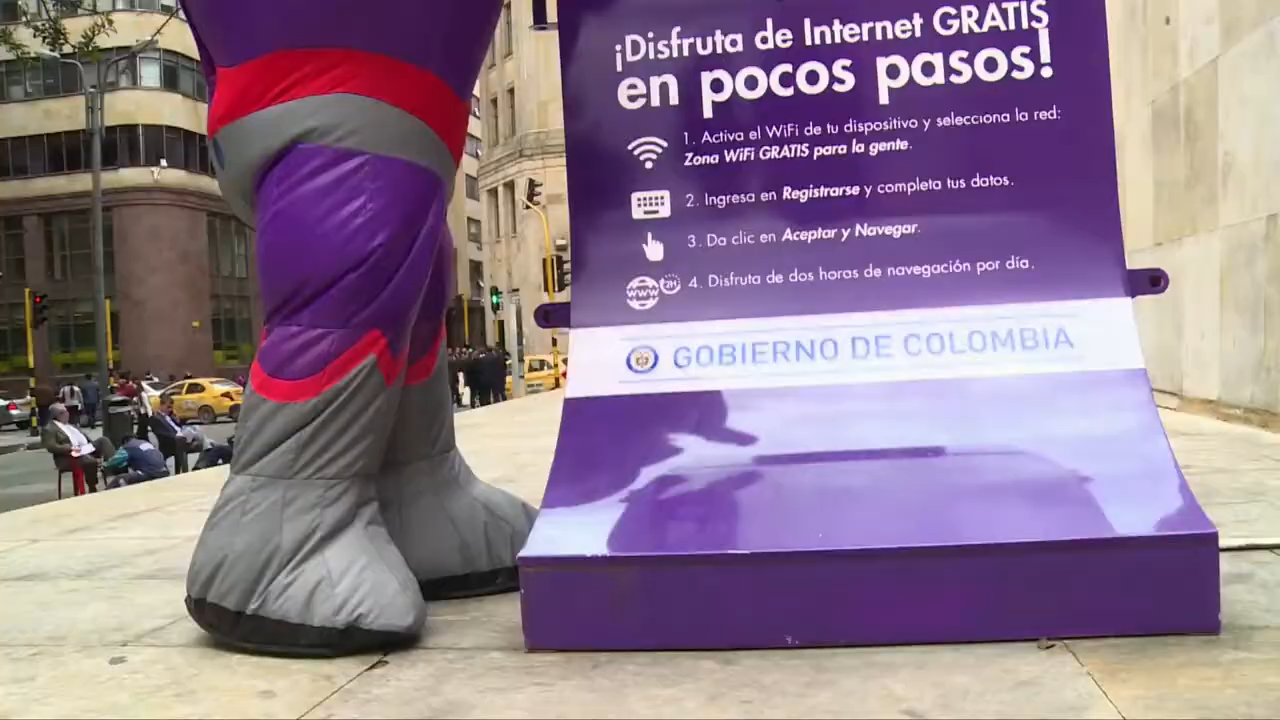 ¡Disfruta de Internet GRATIS
en pocos pasos!
1. Activa el WiFi de tu dispositivo y selecciona la red:
Zona WiFi GRATIS para la gente.
2. Ingresa en Registrarse y completa tus datos.
3. Da clic en Aceptar y Navegar.
www 2H 4. Disfruta de dos horas de navegación por día.
GOBIERNO DE COLOMBIA